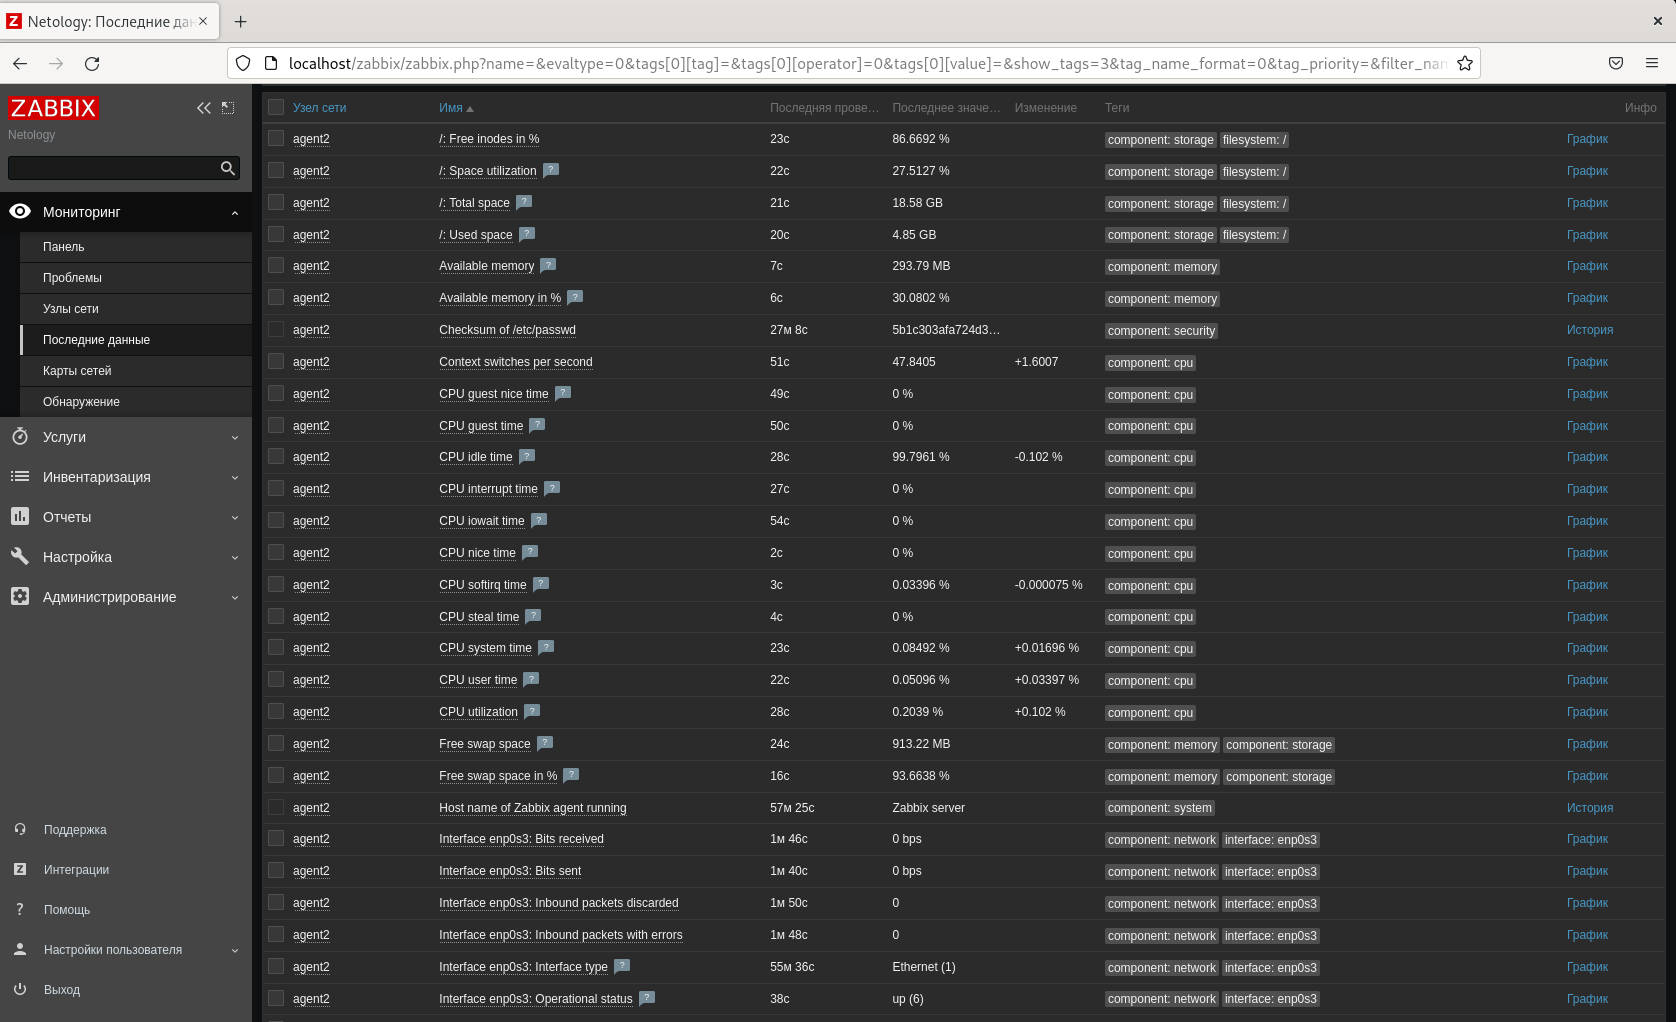 Netology: Последние дан
localhost/zabbix/zabbix.php?name=&evaltype=0&tags[0][tag]=&tags[0][operator]=0&tags[0][value]=&show_tags=3&tag_name_format=0&tag_priority=&filter_nam
ZABBIX
Netology
Мониторинг
Панель
Проблемы
Узлы сети
Последние данные
Карты сетей
Обнаружение
Услуги
Инвентаризация
Отчеты
Настройка
Администрирование
Поддержка
Интеграции
Помощь
Настройки пользователя
Выход
Узел сети Имя Последняя прове... Последнее значе... Изменение Теги Инфо
agent2 /: Free inodes in % 23с 86.6692 % component: storage filesystem: / График
agent2 /: Space utilization ? 22с 27.5127 % component: storage filesystem: / График
agent2 /: Total space ? 21с 18.58 GB component: storage filesystem: / График
agent2 /: Used space ? 20с 4.85 GB component: storage filesystem: / График
agent2 Available memory ? 7с 293.79 MB component: memory График
agent2 Available memory in % ? 6с 30.0802 % component: memory График
agent2 Checksum of /etc/passwd 27м 8с 5b1c303afa724d3... component: security История
agent2 Context switches per second 51с 47.8405 +1.6007 component: cpu График
agent2 CPU guest nice time ? 49с 0 % component: cpu График
agent2 CPU guest time ? 50с 0 % component: cpu График
agent2 CPU idle time ? 28с 99.7961 % -0.102 % component: cpu График
agent2 CPU interrupt time ? 27с 0 % component: cpu График
agent2 CPU iowait time ? 54с 0 % component: cpu График
agent2 CPU nice time ? 2с 0 % component: cpu График
agent2 CPU softirq time ? 3с 0.03396 % -0.000075 % component: cpu График
agent2 CPU steal time ? 4с 0 % component: cpu График
agent2 CPU system time ? 23с 0.08492 % +0.01696 % component: cpu График
agent2 CPU user time ? 22с 0.05096 % +0.03397 % component: cpu График
agent2 CPU utilization ? 28с 0.2039 % +0.102 % component: cpu График
agent2 Free swap space ? 24с 913.22 MB component: memory component: storage График
agent2 Free swap space in % ? 16с 93.6638 % component: memory component: storage График
agent2 Host name of Zabbix agent running 57м 25с Zabbix server component: system История
agent2 Interface enp0s3: Bits received 1м 46с 0 bps component: network interface: enp0s3 График
agent2 Interface enp0s3: Bits sent 1м 40с 0 bps component: network interface: enp0s3 График
agent2 Interface enp0s3: Inbound packets discarded 1м 50с 0 component: network interface: enp0s3 График
agent2 Interface enp0s3: Inbound packets with errors 1м 48с 0 component: network interface: enp0s3 График
agent2 Interface enp0s3: Interface type ? 55м 36с Ethernet (1) component: network interface: enp0s3 График
agent2 Interface enp0s3: Operational status ? 38с up (6) component: network interface: enp0s3 График